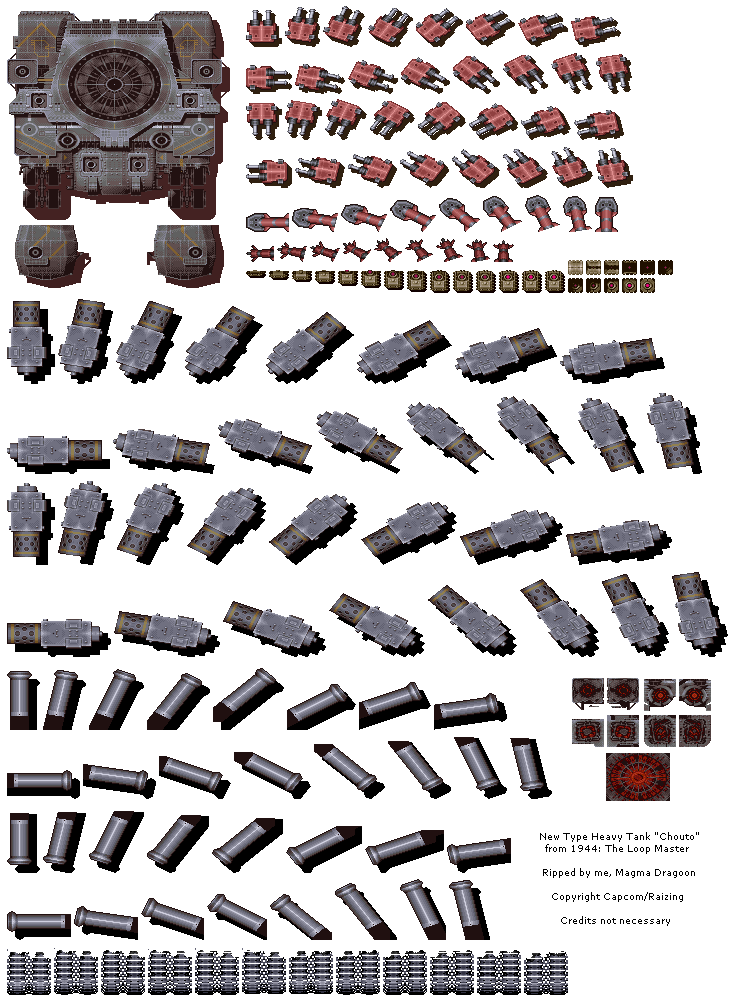 New Type Heavy Tank "Chouto"
from 1944: The Loop Master
Ripped by me, Magma Dragoon
Copyright Capcom/Raizing
Credits not necessary